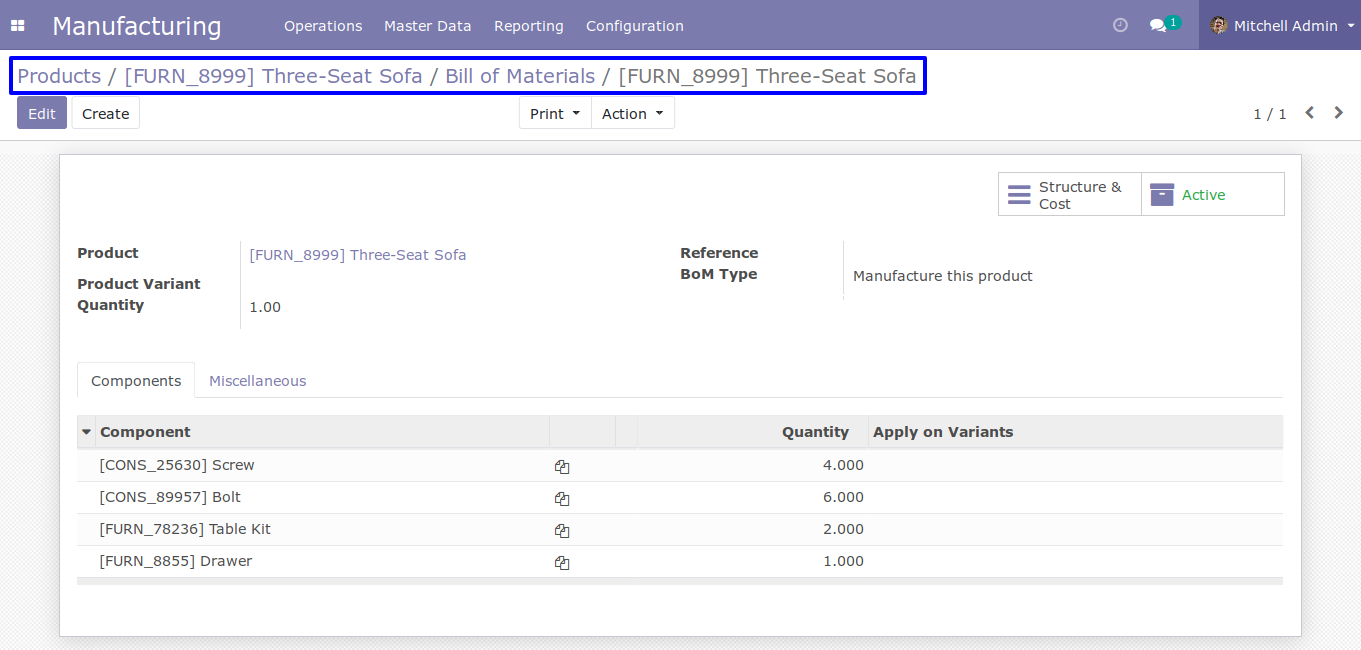 Manufacturing Operations Master Data Reporting Configuration 1 Mitchell Admin
Products / [FURN_8999] Three-Seat Sofa / Bill of Materials / [FURN_8999] Three-Seat Sofa
Edit Create Print Action 1 / 1
Structure &
Cost
Active
Product [FURN_8999] Three-Seat Sofa
Product Variant
Quantity 1.00
Reference
BoM Type Manufacture this product
Components Miscellaneous
Component Quantity Apply on Variants
[CONS_25630] Screw 4.000
[CONS_89957] Bolt 6.000
[FURN_78236] Table Kit 2.000
[FURN_8855] Drawer 1.000